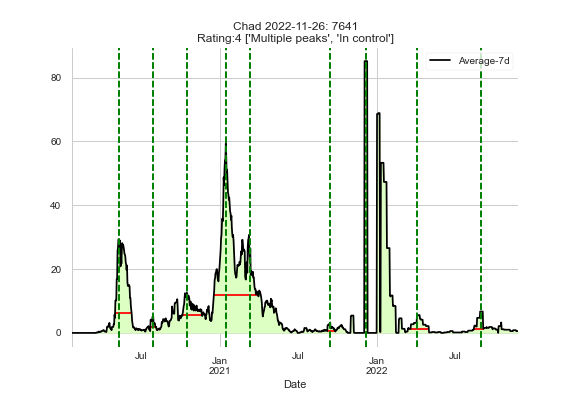 Chad 2022-11-26: 7641
Rating:4 ['Multiple peaks', 'In control']
Average-7d
80
60
40
20
0
Jul
Jan
2021
Jul
Jan
2022
Jul
Date